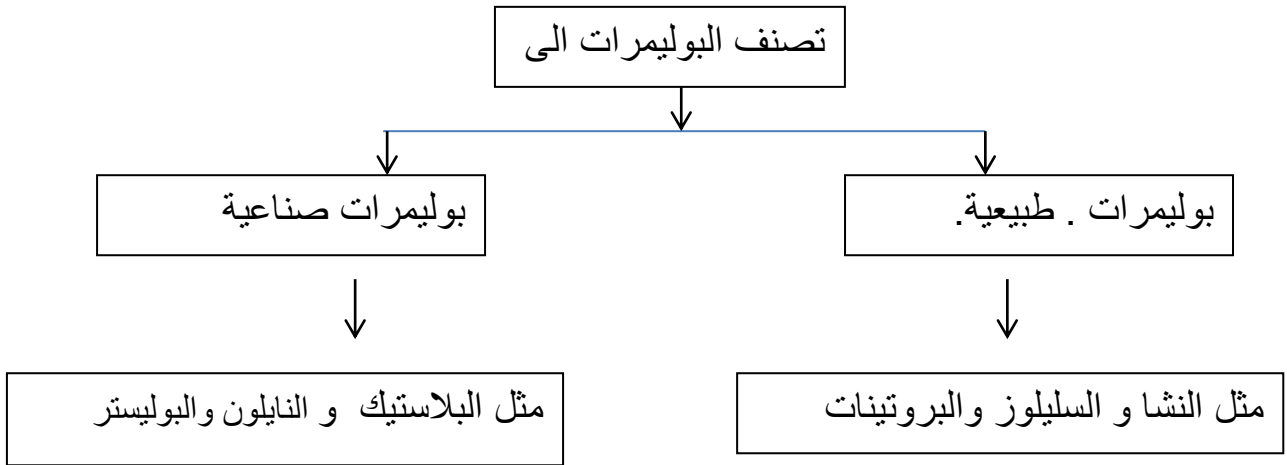 تصنف البوليمرات الى
بوليمرات . طبيعية.
بوليمرات صناعية
مثل النشا و السليلوز والبروتينات
مثل البلاستيك و النايلون والبوليستر